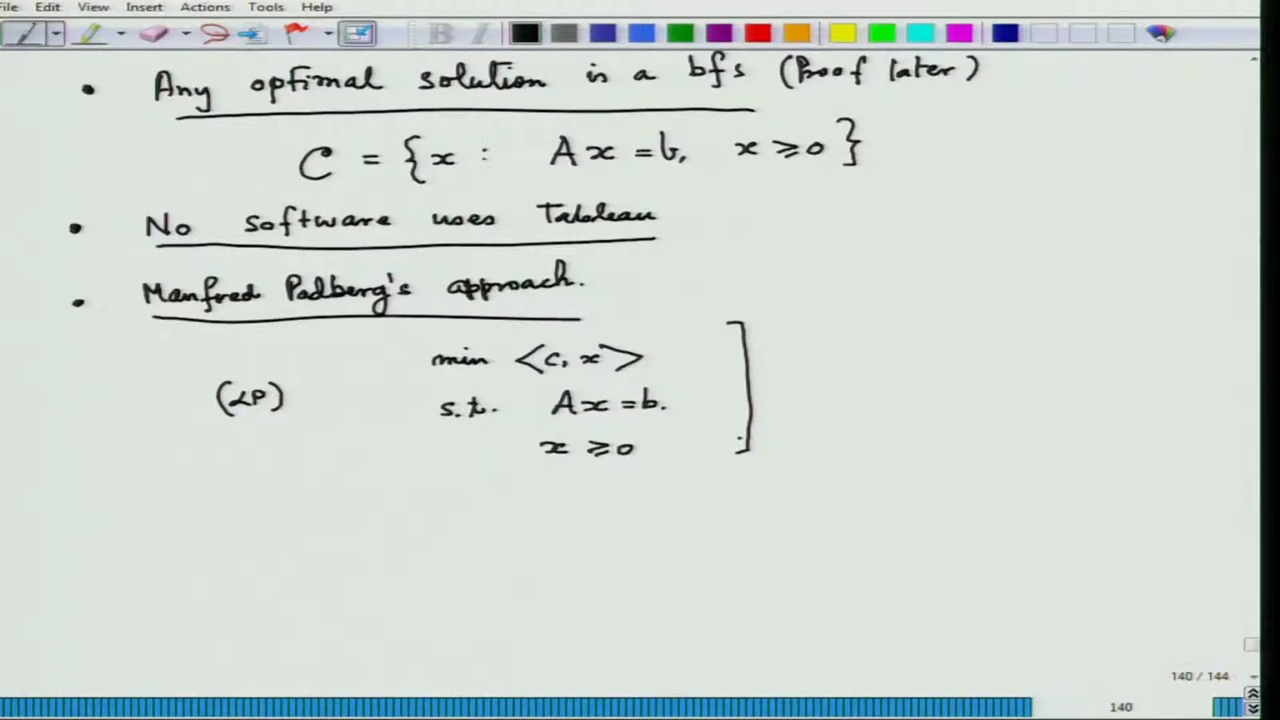 File Edit View Insert Actions Tools Help
B I
• Any optimal solution is a bfs (Proof later)
C = {x : Ax = b, x ≥ 0}
• No software uses Tableau
• Manfred Padberg's approach.
min <c, x>
(LP) s.t. Ax = b.
x ≥ 0
140 / 144
140